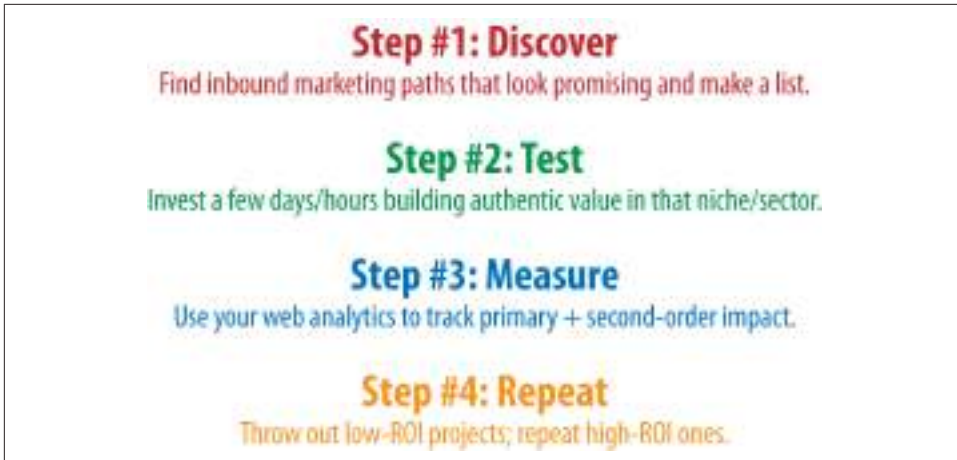 Step #1: Discover
Find inbound marketing paths that look promising and make a list.
Step #2: Test
Invest a few days/hours building authentic value in that niche/sector.
Step #3: Measure
Use your web analytics to track primary + second-order impact.
Step #4: Repeat
Throw out low-ROI projects; repeat high-ROI ones.